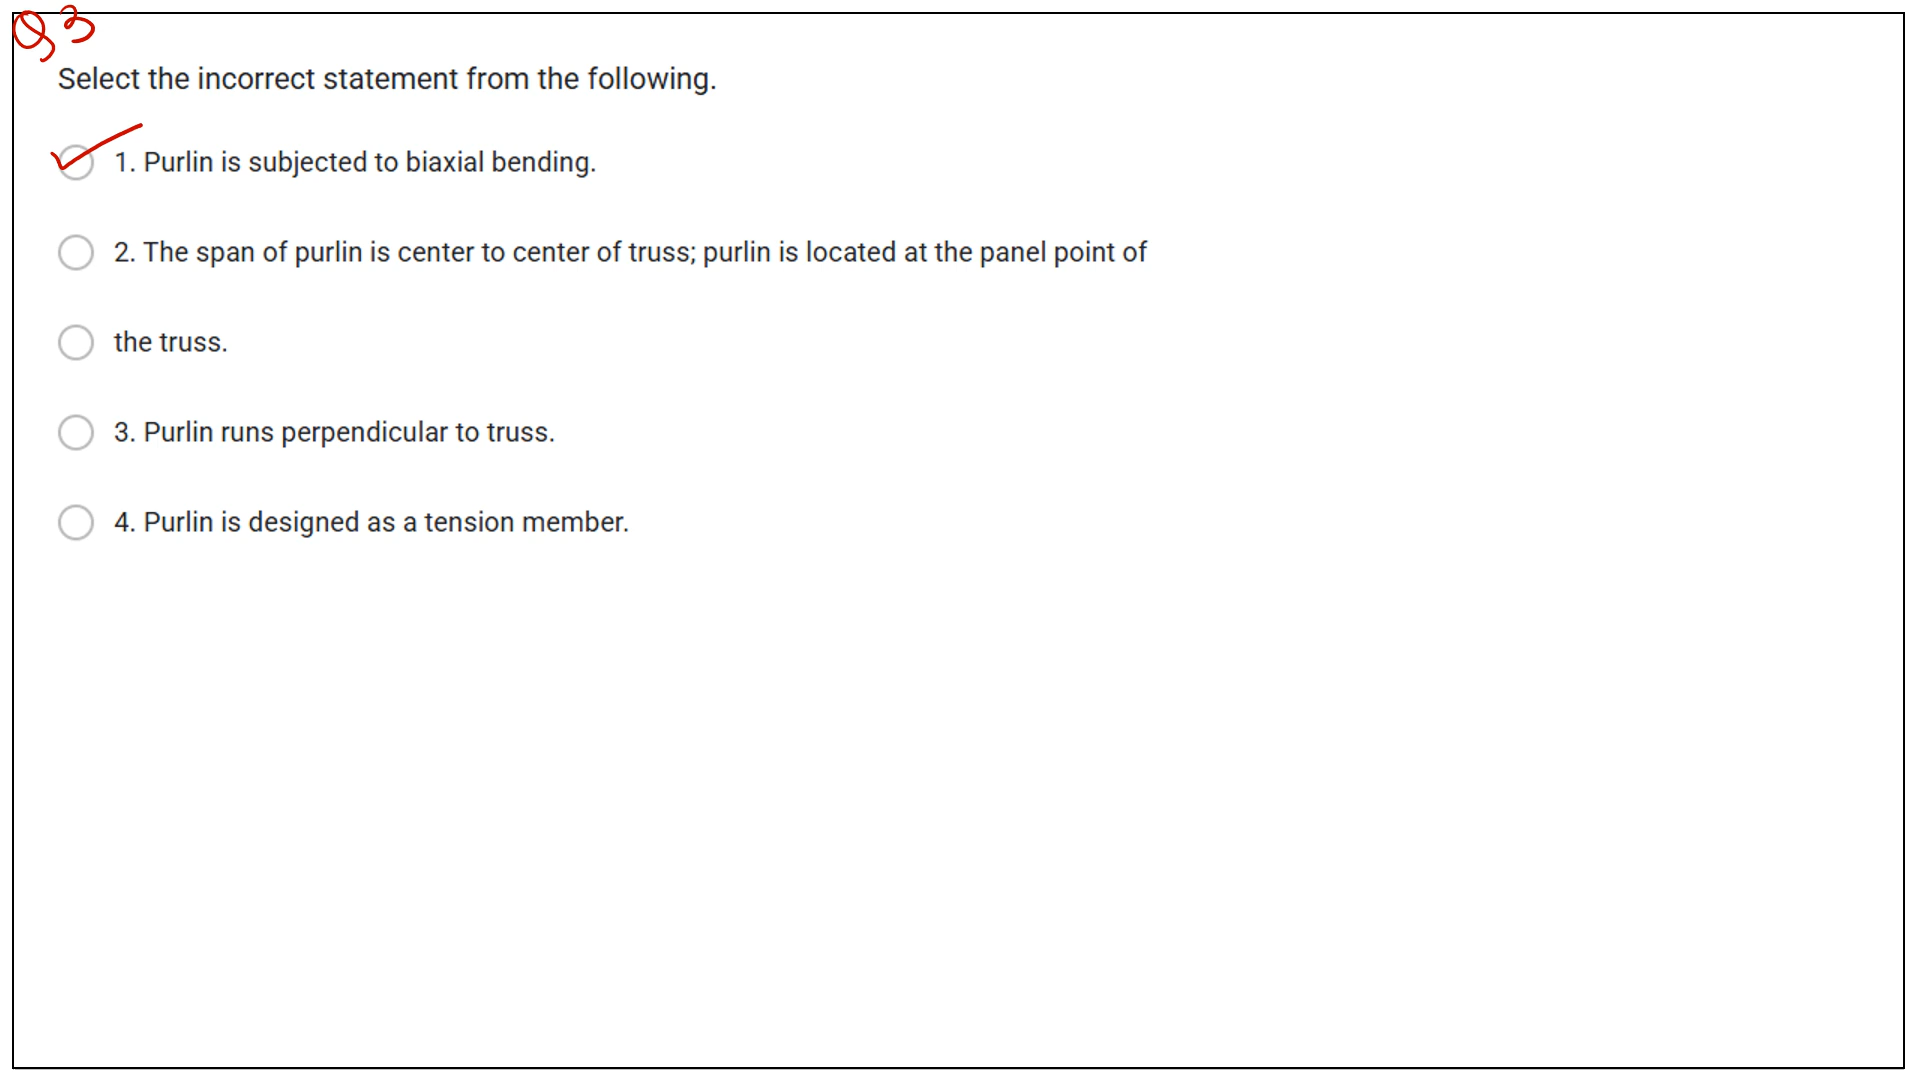 Q3
Select the incorrect statement from the following.
1. Purlin is subjected to biaxial bending.
2. The span of purlin is center to center of truss; purlin is located at the panel point of
the truss.
3. Purlin runs perpendicular to truss.
4. Purlin is designed as a tension member.